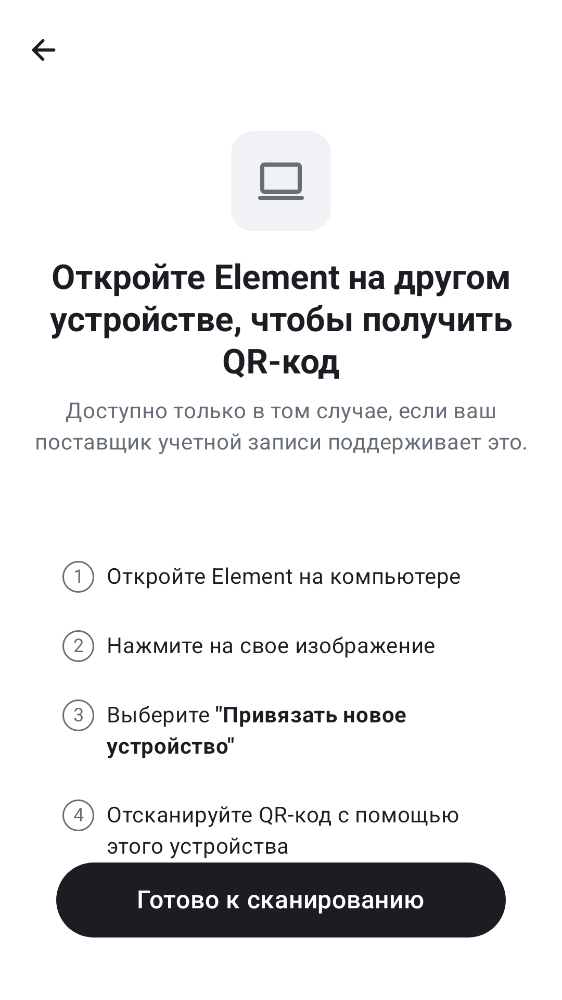 Откройте Element на другом
устройстве, чтобы получить
QR-код
Доступно только в том случае, если ваш
поставщик учетной записи поддерживает это.
1 Откройте Element на компьютере
2 Нажмите на свое изображение
3 Выберите "Привязать новое
устройство"
4 Отсканируйте QR-код с помощью
этого устройства
Готово к сканированию